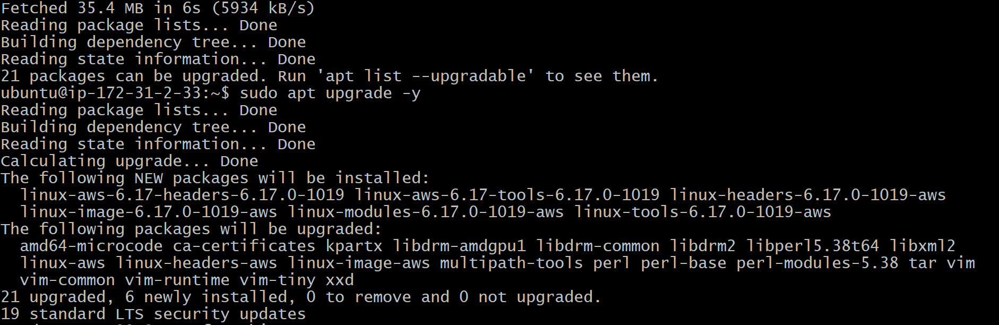 Fetched 35.4 MB in 6s (5934 kB/s)
Reading package lists... Done
Building dependency tree... Done
Reading state information... Done
21 packages can be upgraded. Run 'apt list --upgradable' to see them.
ubuntu@ip-172-31-2-33:~$ sudo apt upgrade -y
Reading package lists... Done
Building dependency tree... Done
Reading state information... Done
Calculating upgrade... Done
The following NEW packages will be installed:
  linux-aws-6.17-headers-6.17.0-1019 linux-aws-6.17-tools-6.17.0-1019 linux-headers-6.17.0-1019-aws
  linux-image-6.17.0-1019-aws linux-modules-6.17.0-1019-aws linux-tools-6.17.0-1019-aws
The following packages will be upgraded:
  amd64-microcode ca-certificates kpartx libdrm-amdgpu1 libdrm-common libdrm2 libperl5.38t64 libxml2
  linux-aws linux-headers-aws linux-image-aws multipath-tools perl perl-base perl-modules-5.38 tar vim
  vim-common vim-runtime vim-tiny xxd
21 upgraded, 6 newly installed, 0 to remove and 0 not upgraded.
19 standard LTS security updates